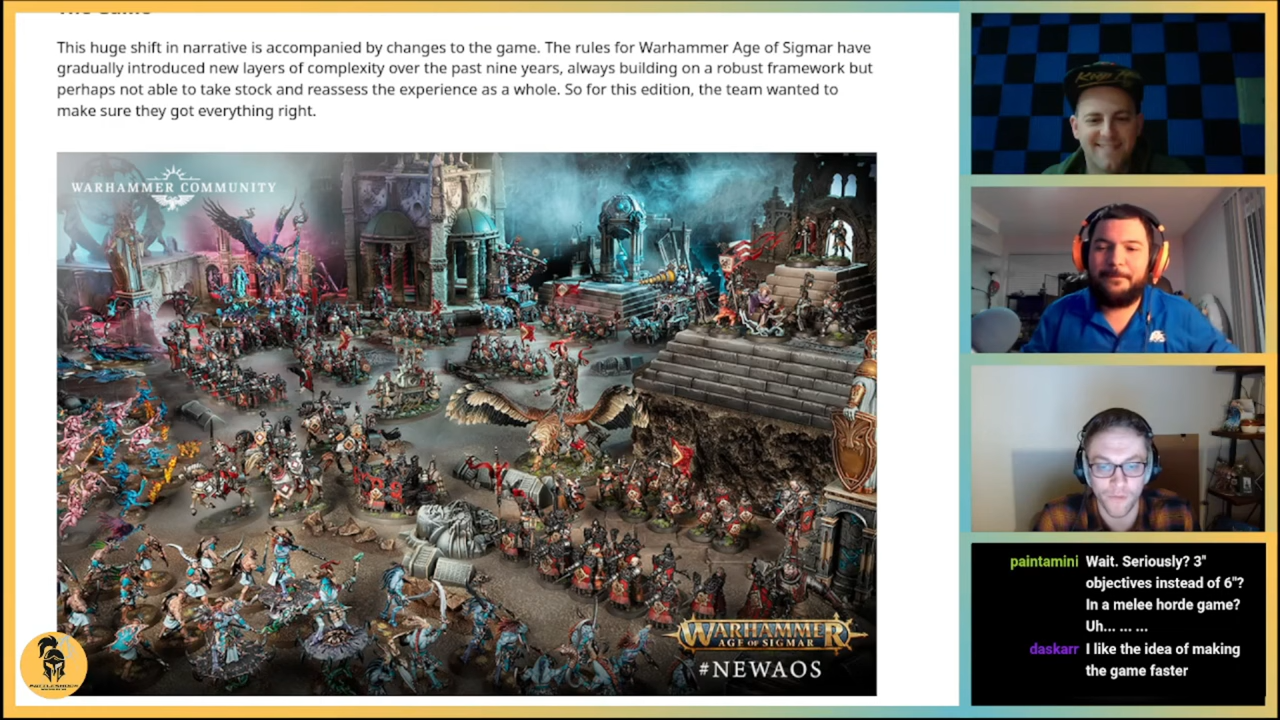 This huge shift in narrative is accompanied by changes to the game. The rules for Warhammer Age of Sigmar have
gradually introduced new layers of complexity over the past nine years, always building on a robust framework but
perhaps not able to take stock and reassess the experience as a whole. So for this edition, the team wanted to
make sure they got everything right.
WARHAMMER COMMUNITY
WARHAMMER
AGE OF SIGMAR
#NEWAOS
paintamini Wait. Seriously? 3"
objectives instead of 6"?
In a melee horde game?
Uh... ... ...
daskarr I like the idea of making
the game faster